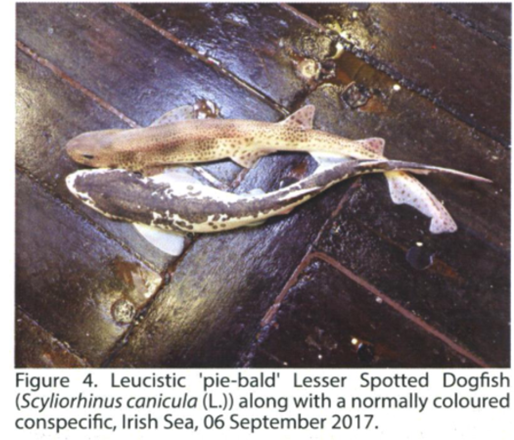 Figure 4. Leucistic 'pie-bald' Lesser Spotted Dogfish
(Scyliorhinus canicula (L.)) along with a normally coloured
conspecific, Irish Sea, 06 September 2017.